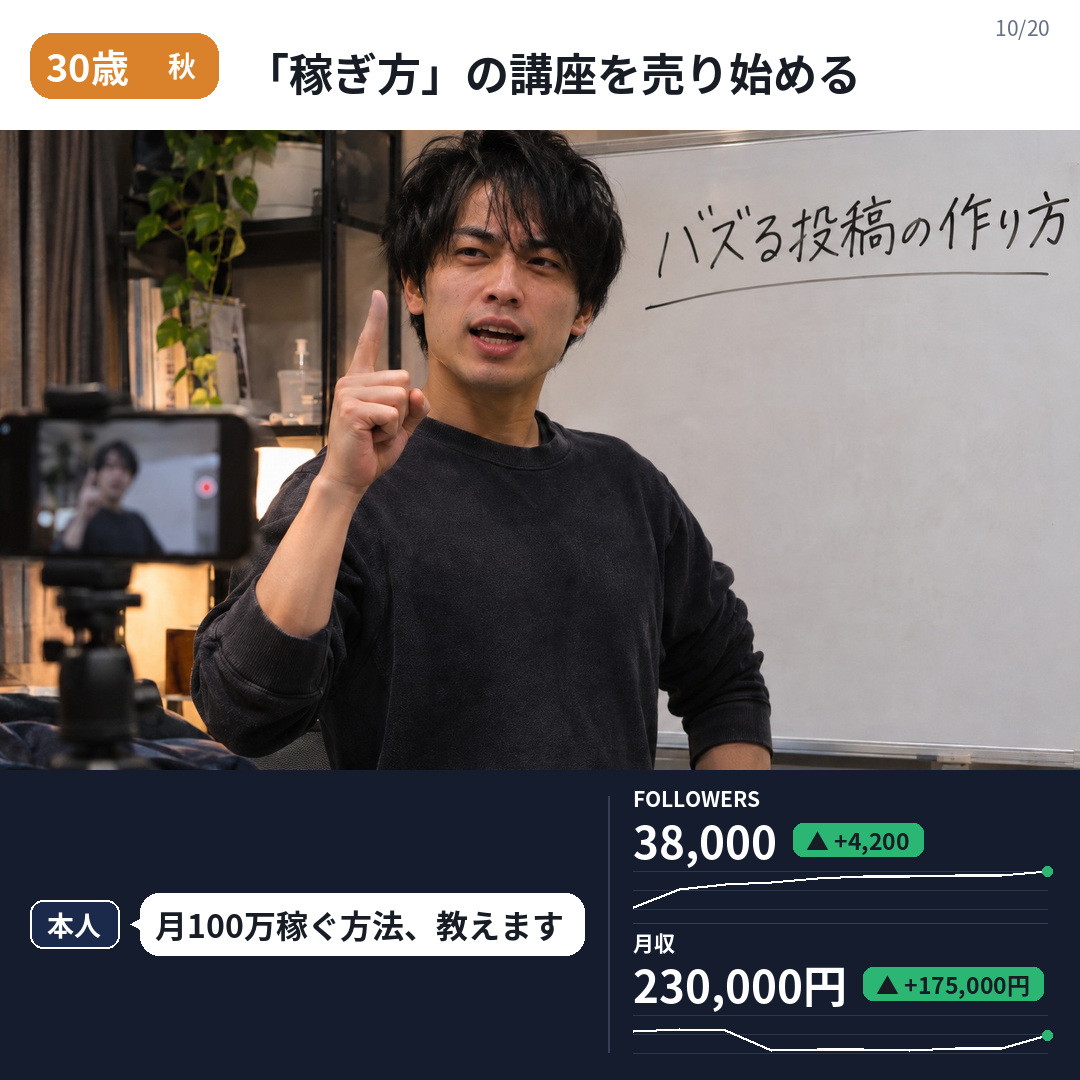 10/20
30歳 秋
「稼ぎ方」の講座を売り始める
バズる投稿の作り方
本人
月100万稼ぐ方法、教えます
FOLLOWERS
38,000
▲ +4,200
月収
230,000円
▲ +175,000円